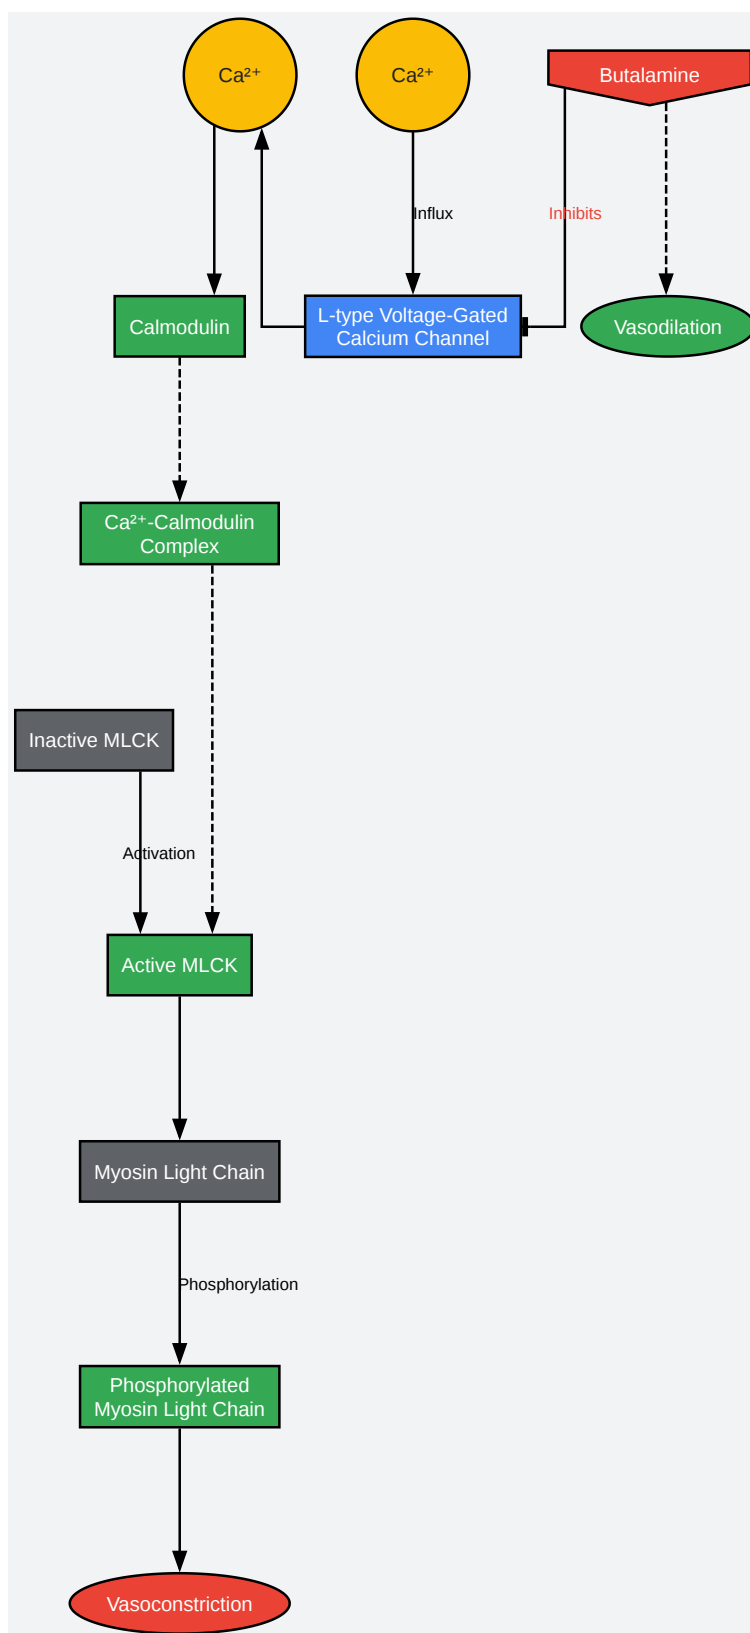 Ca²⁺
Ca²⁺
Butalamine
Influx
Inhibits
Calmodulin
L-type Voltage-Gated
Calcium Channel
Vasodilation
Ca²⁺-Calmodulin
Complex
Inactive MLCK
Activation
Active MLCK
Myosin Light Chain
Phosphorylation
Phosphorylated
Myosin Light Chain
Vasoconstriction